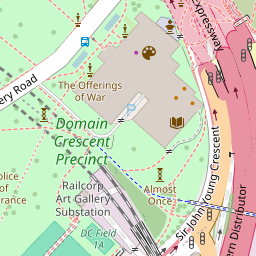 Expressway
ery Road
The Offerings
of War
Domain
Crescent
Precinct
Sir John Young Crescent
ern Distributor
olice of
rance
Railcorp
Art Gallery
Substation
Almost
Once
DC Field
1A